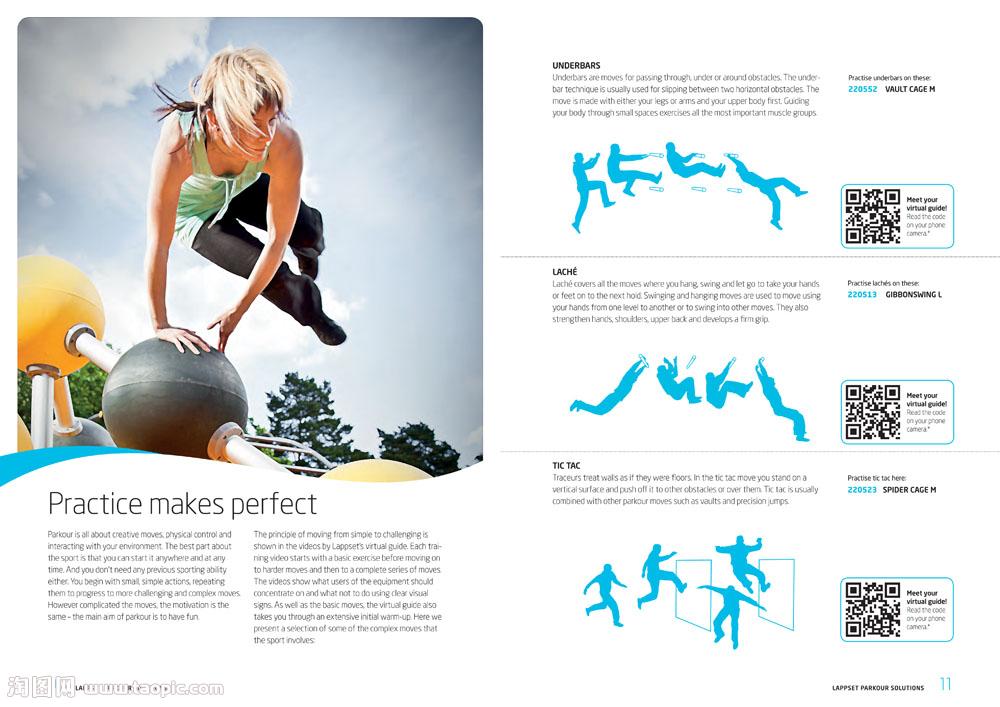 Practice makes perfect
Parkour is all about creative moves, physical control and
interacting with your environment. The best part about
the sport is that you can start it anywhere and at any
time. And you don't need any previous sporting ability
either. You begin with small, simple actions, repeating
them to progress to more challenging and complex moves.
However complicated the moves, the motivation is the
same – the main aim of parkour is to have fun.
The principle of moving from simple to challenging is
shown in the videos by Lappset's virtual guide. Each trai-
ning video starts with a basic exercise before moving on
to harder moves and then to a complete series of moves.
The videos show what users of the equipment should
concentrate on and what not to do using clear visual
signs. As well as the basic moves, the virtual guide also
takes you through an extensive initial warm-up. Here we
present a selection of some of the complex moves that
the sport involves:
淘图网 www.taopic.com
UNDERBARS
Underbars are moves for passing through, under or around obstacles. The under-
bar technique is usually used for slipping between two horizontal obstacles. The
move is made with either your legs or arms and your upper body first. Guiding
your body through small spaces exercises all the most important muscle groups.
Practise underbars on these:
220552 VAULT CAGE M
Meet your
virtual guide!
Read the code
on your phone
camera.*
LACHÉ
Laché covers all the moves where you hang, swing and let go to take your hands
or feet on to the next hold. Swinging and hanging moves are used to move using
your hands from one level to another or to swing into other moves. They also
strengthen hands, shoulders, upper back and develops a firm grip.
Practise lachés on these:
220513 GIBBONSWING L
Meet your
virtual guide!
Read the code
on your phone
camera.*
TIC TAC
Traceurs treat walls as if they were floors. In the tic tac move you stand on a
vertical surface and push off it to other obstacles or over them. Tic tac is usually
combined with other parkour moves such as vaults and precision jumps.
Practise tic tac here:
220523 SPIDER CAGE M
Meet your
virtual guide!
Read the code
on your phone
camera.*
LAPPSET PARKOUR SOLUTIONS 11